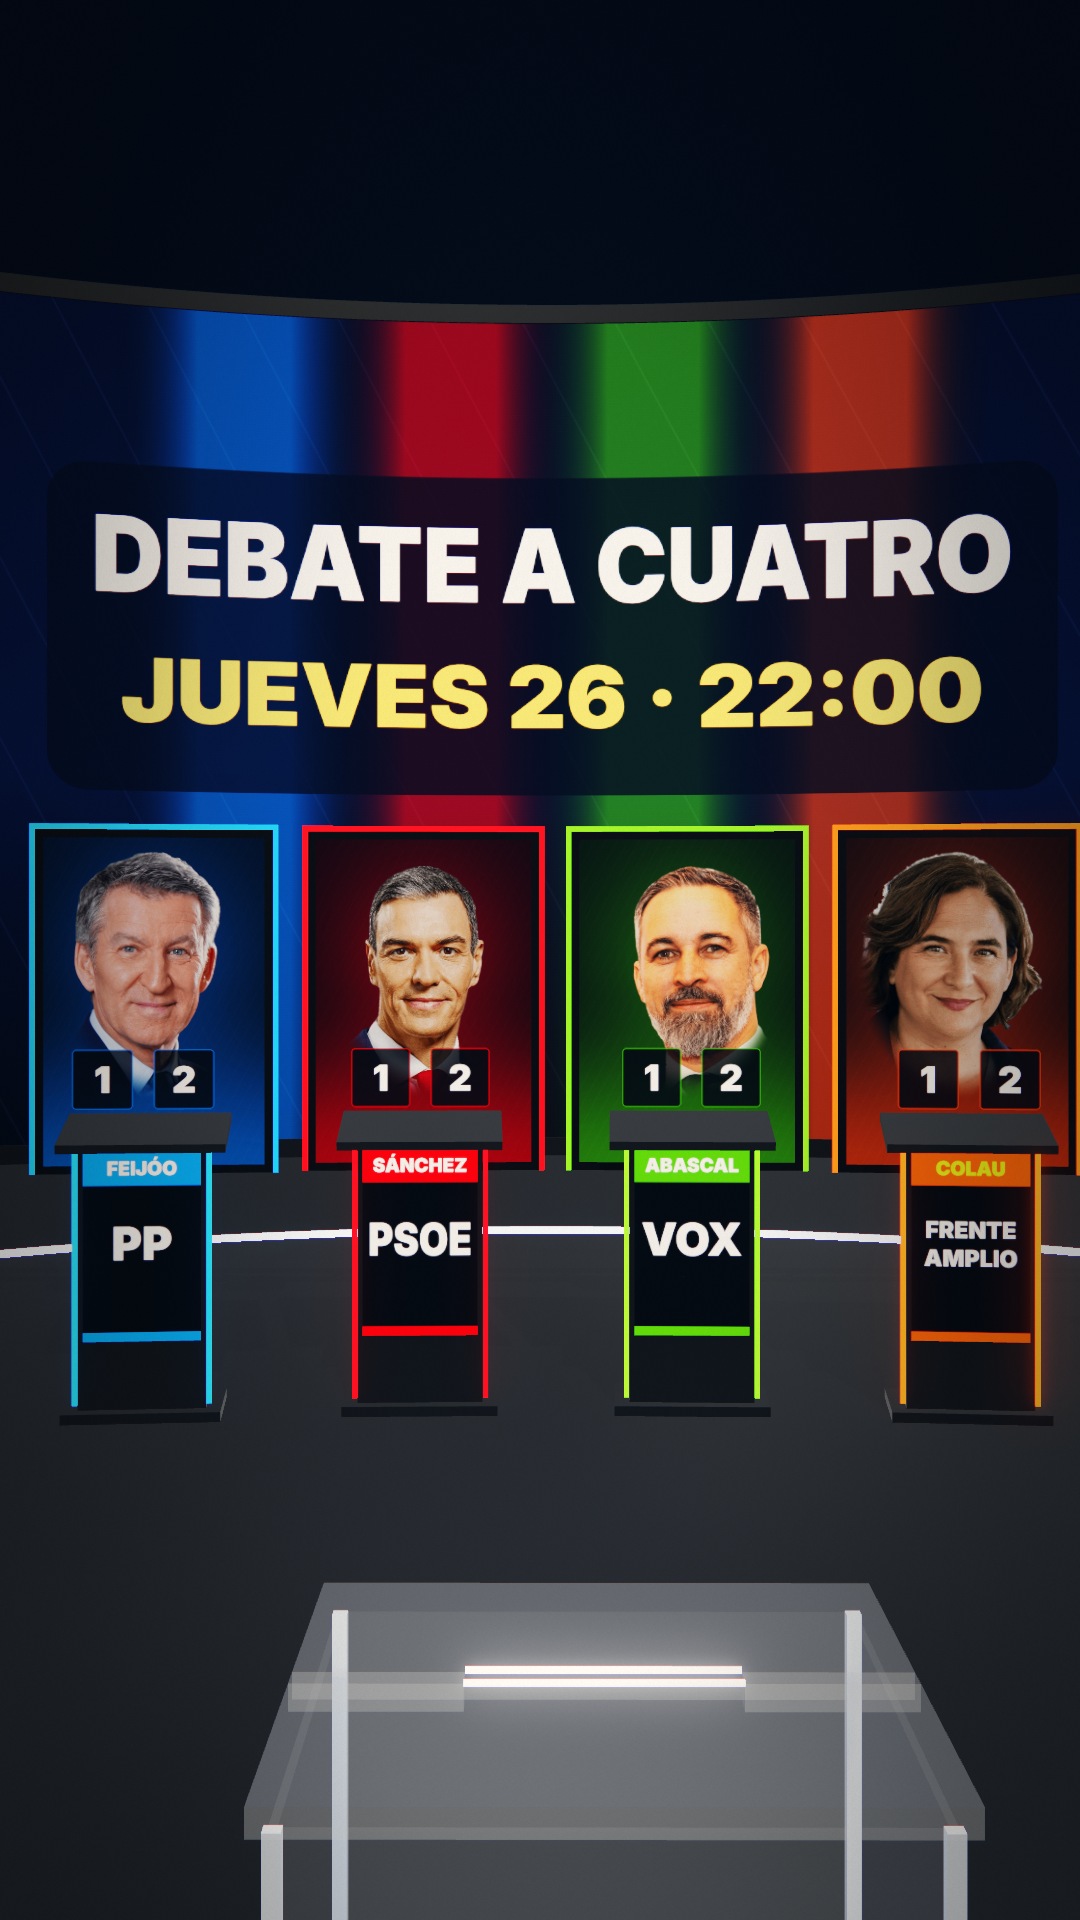 DEBATE A CUATRO
JUEVES 26 · 22:00
1 2
1 2
1 2
1 2
FEIJÓO
SÁNCHEZ
ABASCAL
COLAU
PP
PSOE
VOX
FRENTE
AMPLIO